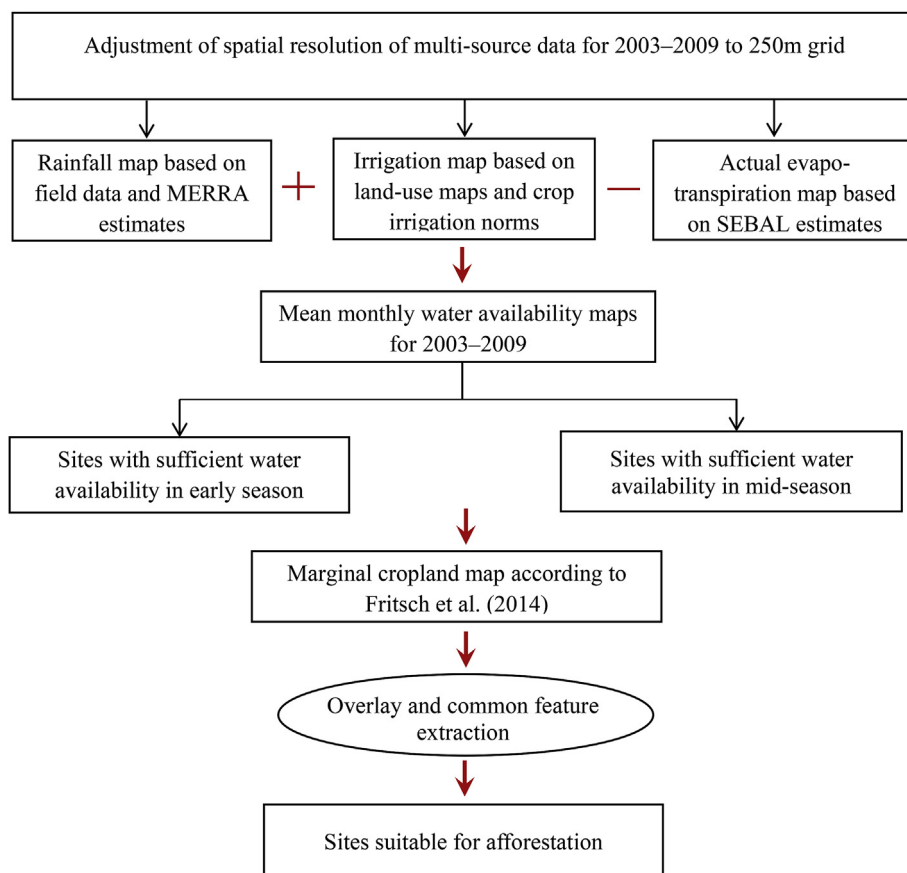 Adjustment of spatial resolution of multi-source data for 2003–2009 to 250m grid
Rainfall map based on
field data and MERRA
estimates
+
Irrigation map based on
land-use maps and crop
irrigation norms
—
Actual evapo-
transpiration map based
on SEBAL estimates
Mean monthly water availability maps
for 2003–2009
Sites with sufficient water
availability in early season
Sites with sufficient water
availability in mid-season
Marginal cropland map according to
Fritsch et al. (2014)
Overlay and common feature
extraction
Sites suitable for afforestation